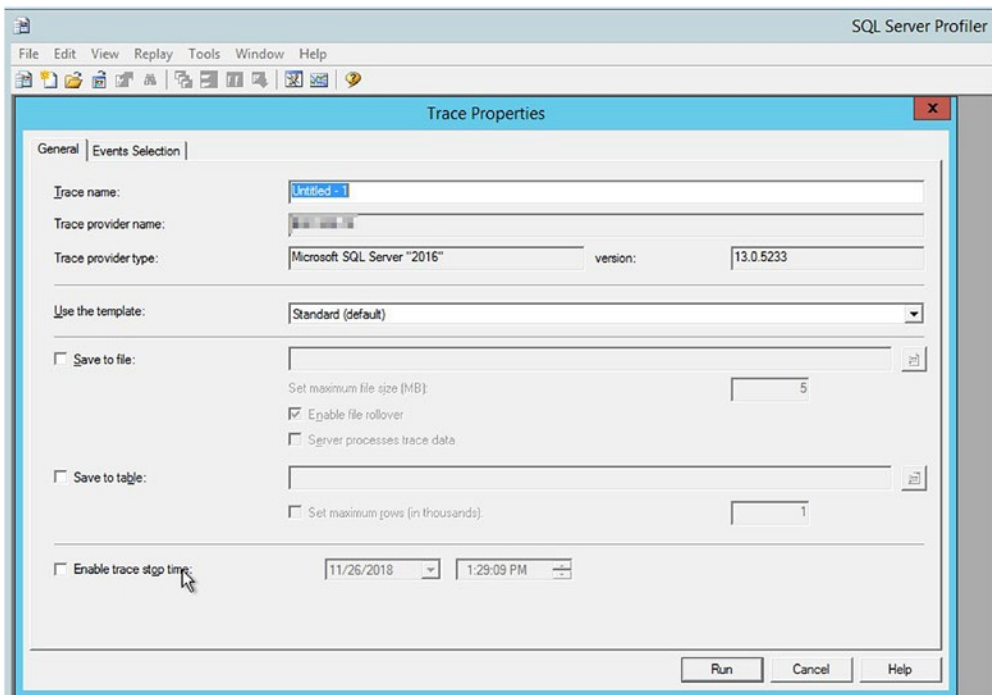 SQL Server Profiler
File Edit View Replay Tools Window Help
Trace Properties
X
General Events Selection
Trace name: Untitled - 1
Trace provider name:
Trace provider type: Microsoft SQL Server "2016" version: 13.0.5233
Use the template: Standard (default)
Save to file:
Set maximum file size (MB): 5
Enable file rollover
Server processes trace data
Save to table:
Set maximum rows (in thousands): 1
Enable trace stop time: 11/26/2018 1:29:09 PM
Run Cancel Help